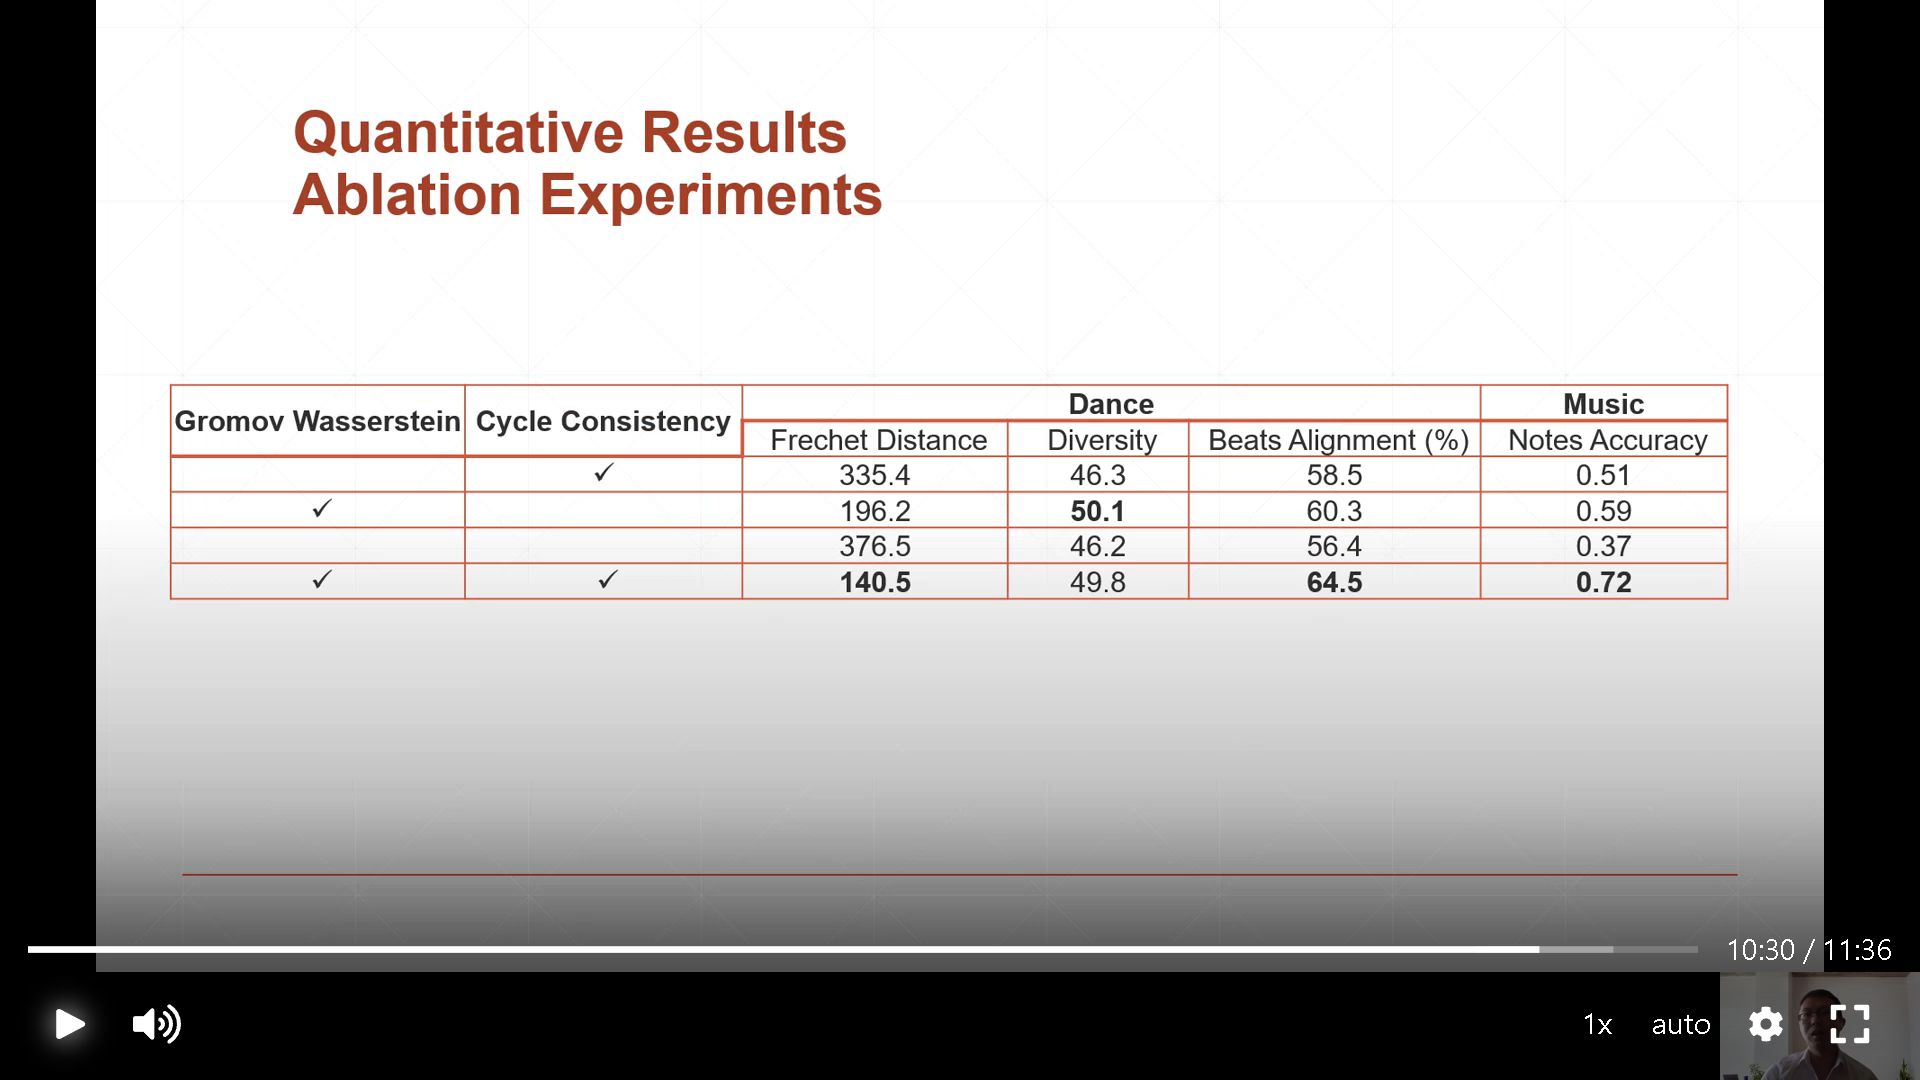 Quantitative Results
Ablation Experiments
Gromov Wasserstein Cycle Consistency Dance Music
Frechet Distance Diversity Beats Alignment (%) Notes Accuracy
✓ 335.4 46.3 58.5 0.51
✓ 196.2 50.1 60.3 0.59
376.5 46.2 56.4 0.37
✓ ✓ 140.5 49.8 64.5 0.72
10:30 / 11:36
1x auto